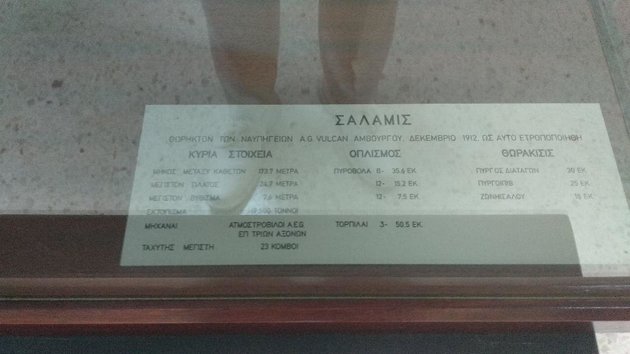 ΣΑΛΑΜΙΣ
ΘΩΡΗΚΤΟΝ ΤΩΝ ΝΑΥΠΗΓΕΙΩΝ A.G. VULCAN ΑΜΒΟΥΡΓΟΥ, ΔΕΚΕΜΒΡΙΟ 1912, ΩΣ ΑΥΤΟ ΕΤΡΟΠΟΠΟΙΗΘΗ
ΚΥΡΙΑ ΣΤΟΙΧΕΙΑ ΟΠΛΙΣΜΟΣ ΘΩΡΑΚΙΣΙΣ
ΜΗΚΟΣ ΜΕΤΑΞΥ ΚΑΘΕΤΩΝ 173,7 ΜΕΤΡΑ ΠΥΡΟΒΟΛΑ 8- 35.6 ΕΚ. ΠΥΡΓΟΣ ΔΙΑΤΑΓΩΝ 30 ΕΚ.
ΜΕΓΙΣΤΟΝ ΠΛΑΤΟΣ 24,7 ΜΕΤΡΑ 12- 15.2 ΕΚ. ΠΥΡΓΟΙ 25 ΕΚ.
ΜΕΓΙΣΤΟΝ ΒΥΘΙΣΜΑ 7,6 ΜΕΤΡΑ 12- 7.5 ΕΚ. ΖΩΝΗ ΙΣΑΛΟΥ ΕΚ.
ΕΚΤΟΠΙΣΜΑ 19,500 ΤΟΝΝΟΙ
ΜΗΧΑΝΑΙ ΑΤΜΟΣΤΡΟΒΙΛΟΙ A.E.G. ΤΟΡΠΙΛΑΙ 3- 50.5 ΕΚ.
ΕΠΙ ΤΡΙΩΝ ΑΞΟΝΩΝ
ΤΑΧΥΤΗΣ ΜΕΓΙΣΤΗ 23 ΚΟΜΒΟΙ